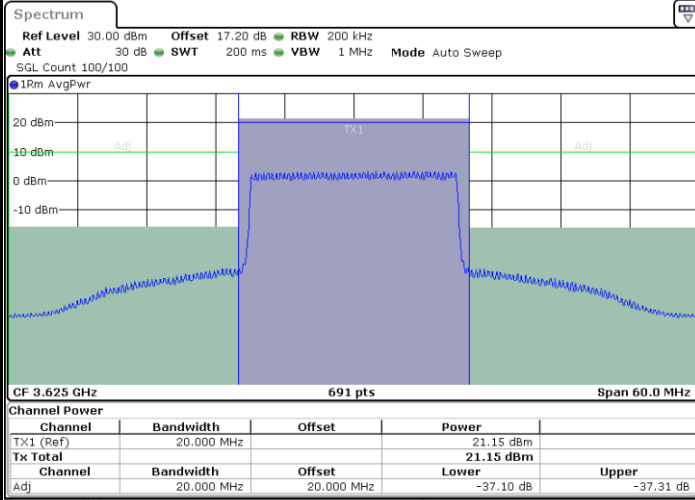 Spectrum
Ref Level 30.00 dBm Offset 17.20 dB RBW 200 kHz
Att 30 dB SWT 200 ms VBW 1 MHz Mode Auto Sweep
SGL Count 100/100
1Rm AvgPwr
20 dBm
TX1
Adj Adj
10 dBm
0 dBm
-10 dBm
CF 3.625 GHz 691 pts Span 60.0 MHz
Channel Power
Channel Bandwidth Offset Power
TX1 (Ref) 20.000 MHz 21.15 dBm
Tx Total 21.15 dBm
Channel Bandwidth Offset Lower Upper
Adj 20.000 MHz 20.000 MHz -37.10 dB -37.31 dB